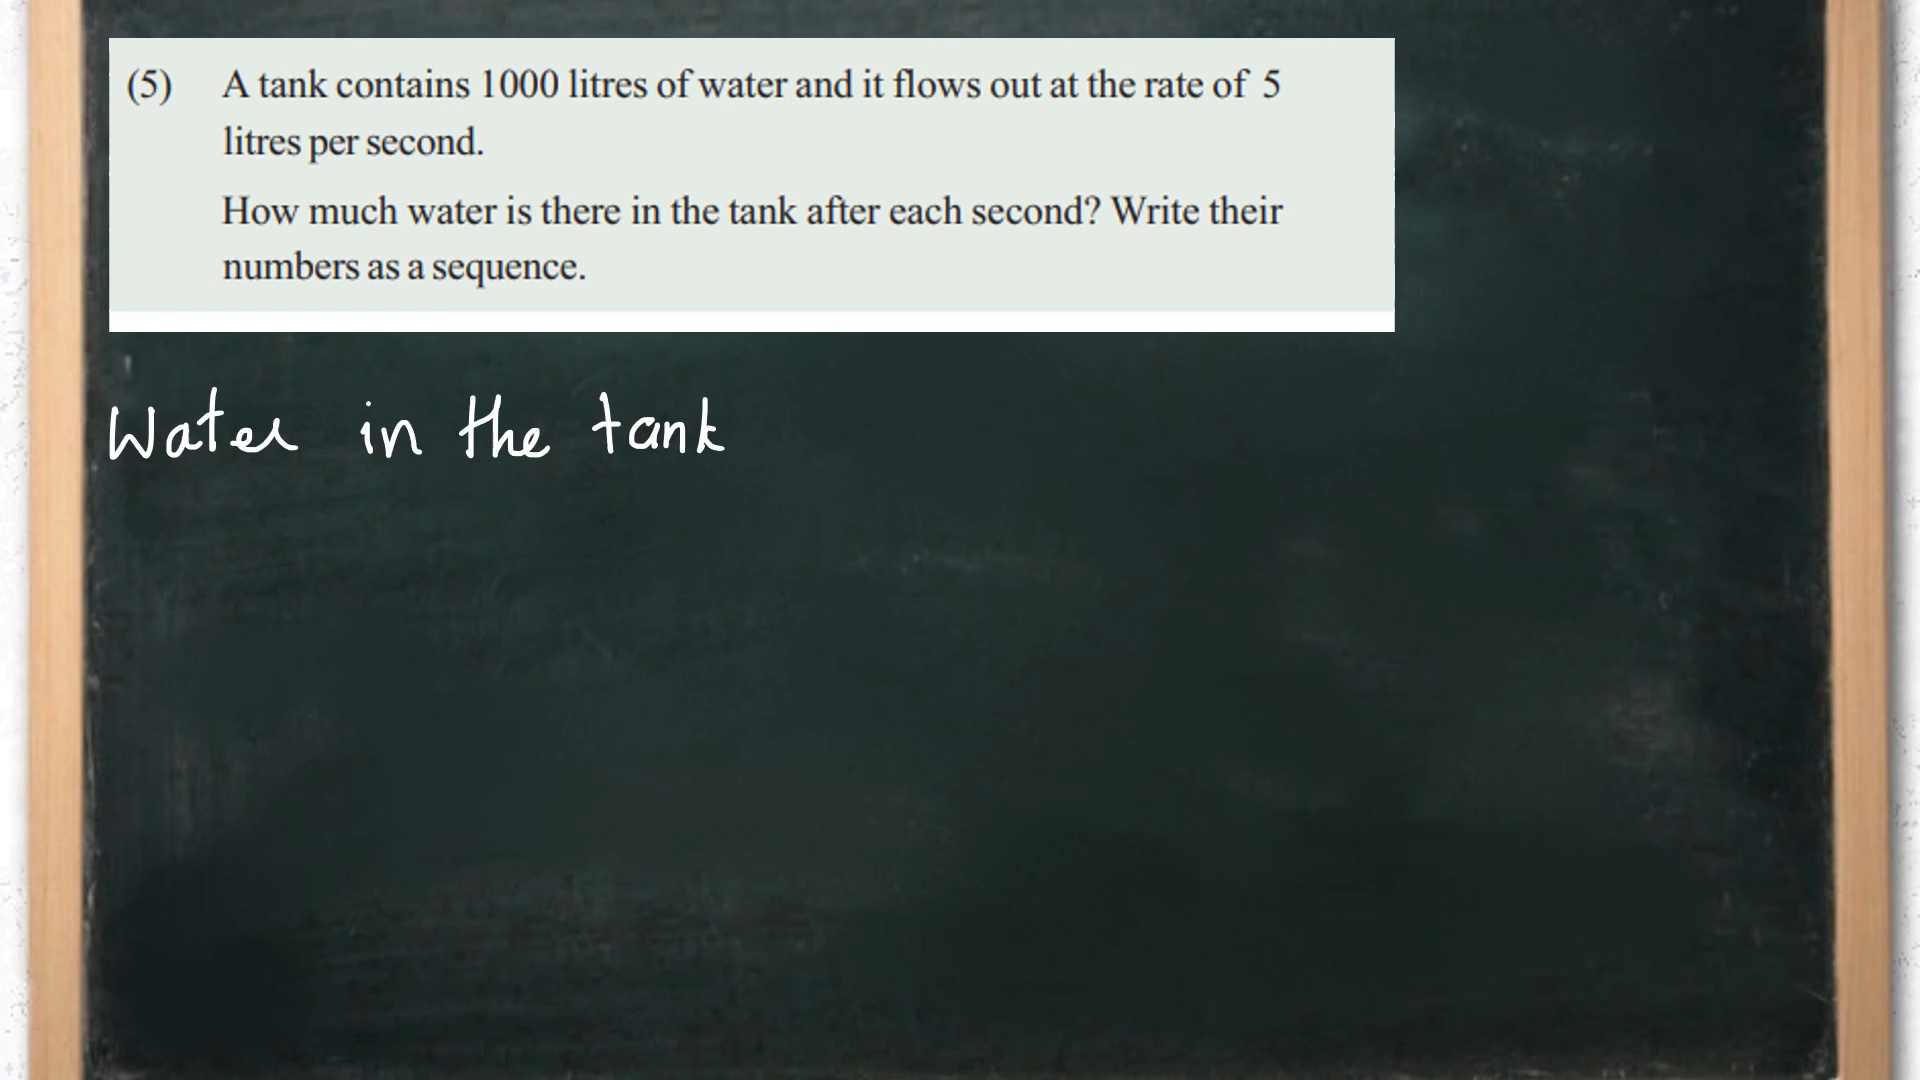 (5) A tank contains 1000 litres of water and it flows out at the rate of 5
litres per second.
How much water is there in the tank after each second? Write their
numbers as a sequence.
Water in the tank